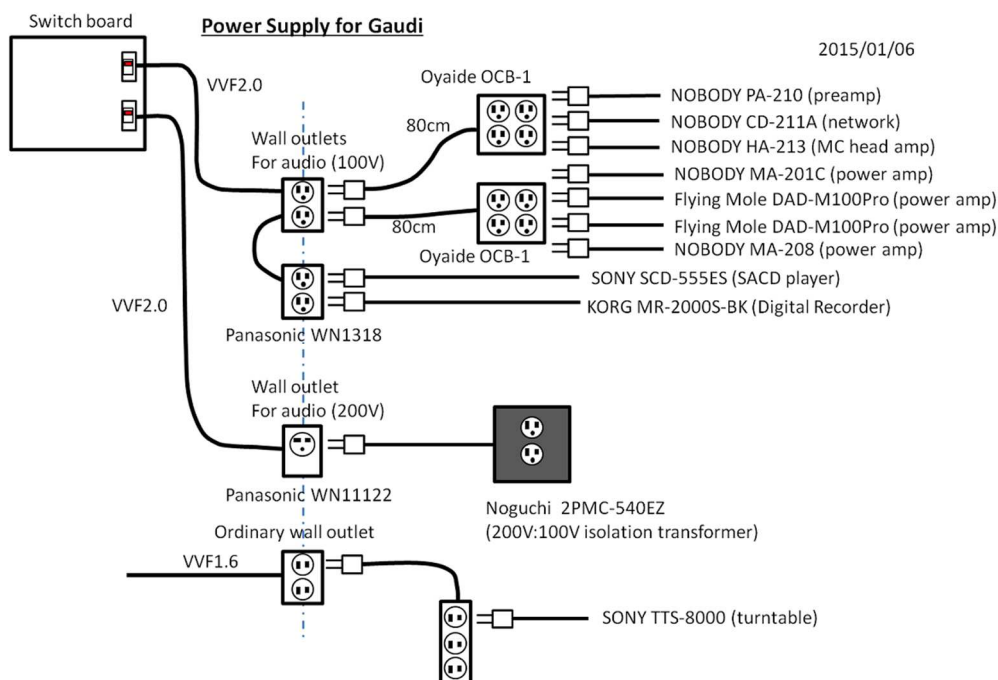 Switch board
Power Supply for Gaudi
2015/01/06
VVF2.0
Oyaide OCB-1
80cm
NOBODY PA-210 (preamp)
NOBODY CD-211A (network)
NOBODY HA-213 (MC head amp)
NOBODY MA-201C (power amp)
Flying Mole DAD-M100Pro (power amp)
Flying Mole DAD-M100Pro (power amp)
NOBODY MA-208 (power amp)
Wall outlets
For audio (100V)
80cm
Oyaide OCB-1
SONY SCD-555ES (SACD player)
KORG MR-2000S-BK (Digital Recorder)
VVF2.0
Panasonic WN1318
Wall outlet
For audio (200V)
Panasonic WN11122
Noguchi 2PMC-540EZ
(200V:100V isolation transformer)
Ordinary wall outlet
VVF1.6
SONY TTS-8000 (turntable)